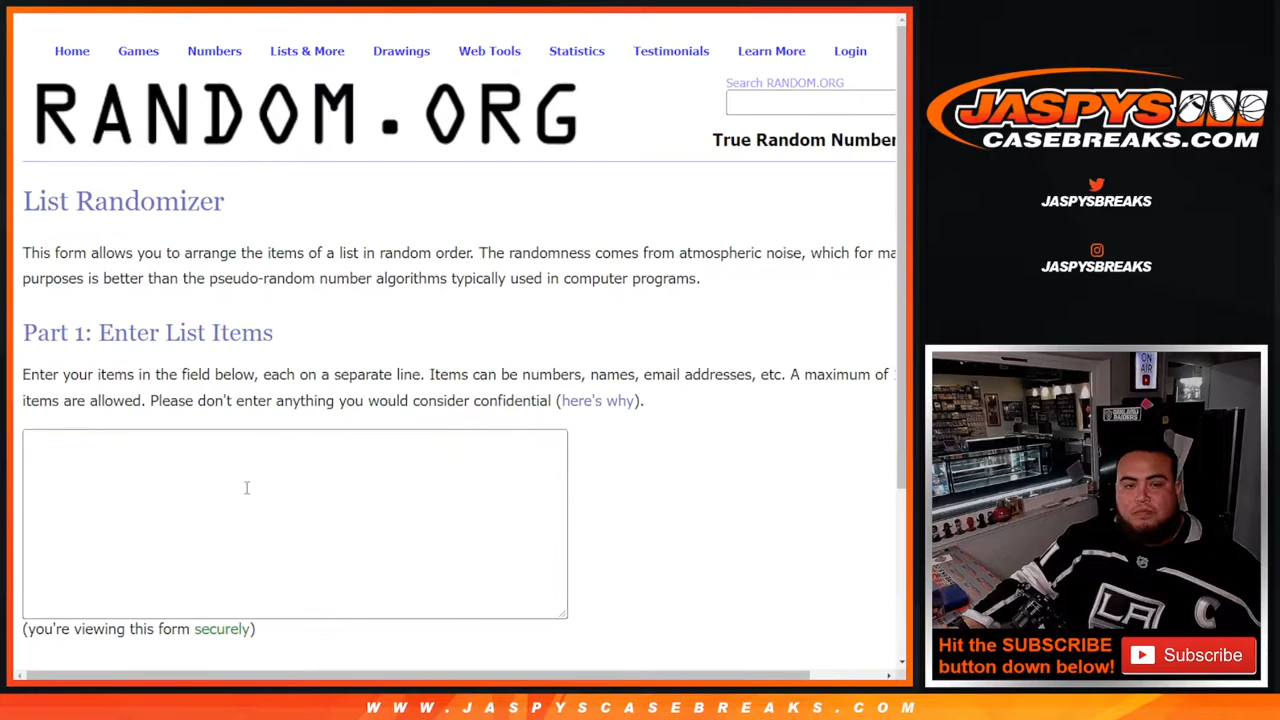 Home Games Numbers Lists & More Drawings Web Tools Statistics Testimonials Learn More Login
RANDOM.ORG
Search RANDOM.ORG
True Random Number
List Randomizer
This form allows you to arrange the items of a list in random order. The randomness comes from atmospheric noise, which for ma
purposes is better than the pseudo-random number algorithms typically used in computer programs.
Part 1: Enter List Items
Enter your items in the field below, each on a separate line. Items can be numbers, names, email addresses, etc. A maximum of
items are allowed. Please don't enter anything you would consider confidential (here's why).
(you're viewing this form securely)
JASPYS
CASEBREAKS.COM
JASPYSBREAKS
JASPYSBREAKS
ON
AIR
OAKLAND
RAIDERS
LA
C
Hit the SUBSCRIBE
button down below!
Subscribe
WWW.JASPYSCASEBREAKS.COM